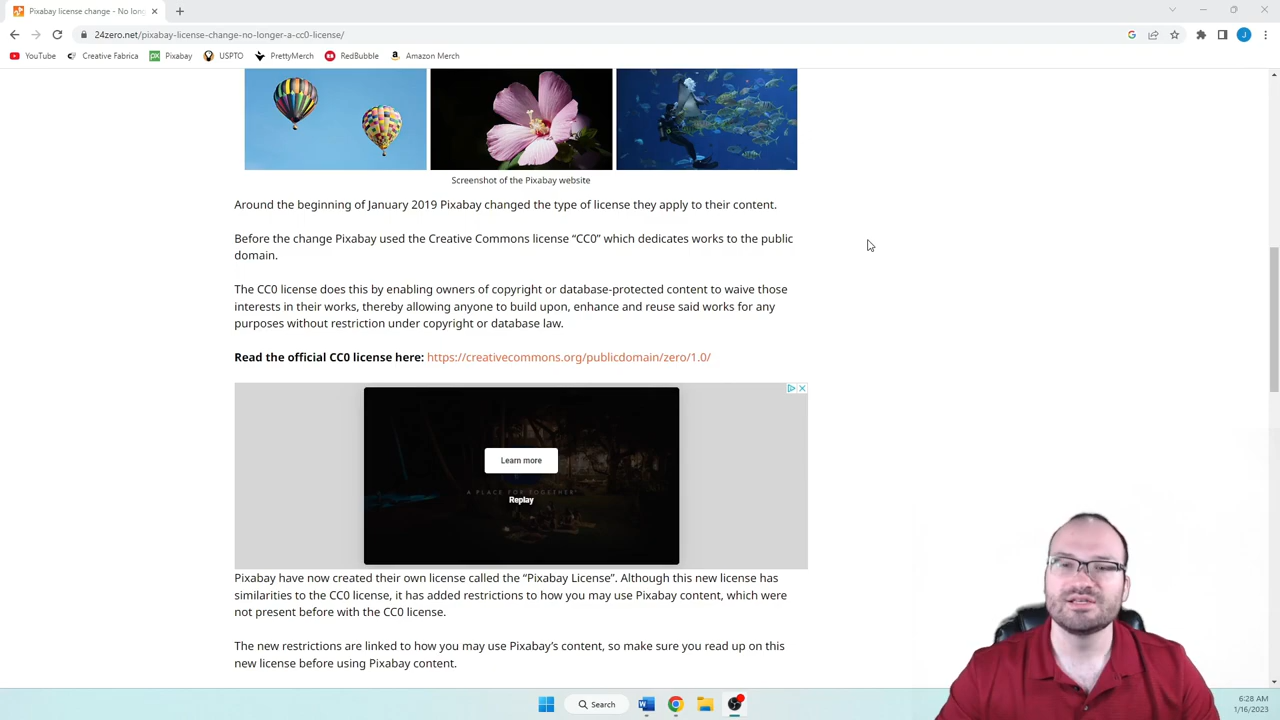 Pixabay license change - No long
24zero.net/pixabay-license-change-no-longer-a-cc0-license/
YouTube Creative Fabrica Pixabay USPTO PrettyMerch RedBubble Amazon Merch
Screenshot of the Pixabay website
Around the beginning of January 2019 Pixabay changed the type of license they apply to their content.
Before the change Pixabay used the Creative Commons license “CC0” which dedicates works to the public
domain.
The CC0 license does this by enabling owners of copyright or database-protected content to waive those
interests in their works, thereby allowing anyone to build upon, enhance and reuse said works for any
purposes without restriction under copyright or database law.
Read the official CC0 license here: https://creativecommons.org/publicdomain/zero/1.0/
Learn more
A PLACE FOR TOGETHER
Replay
Pixabay have now created their own license called the “Pixabay License”. Although this new license has
similarities to the CC0 license, it has added restrictions to how you may use Pixabay content, which were
not present before with the CC0 license.
The new restrictions are linked to how you may use Pixabay’s content, so make sure you read up on this
new license before using Pixabay content.
Search
6:28 AM
1/16/2023